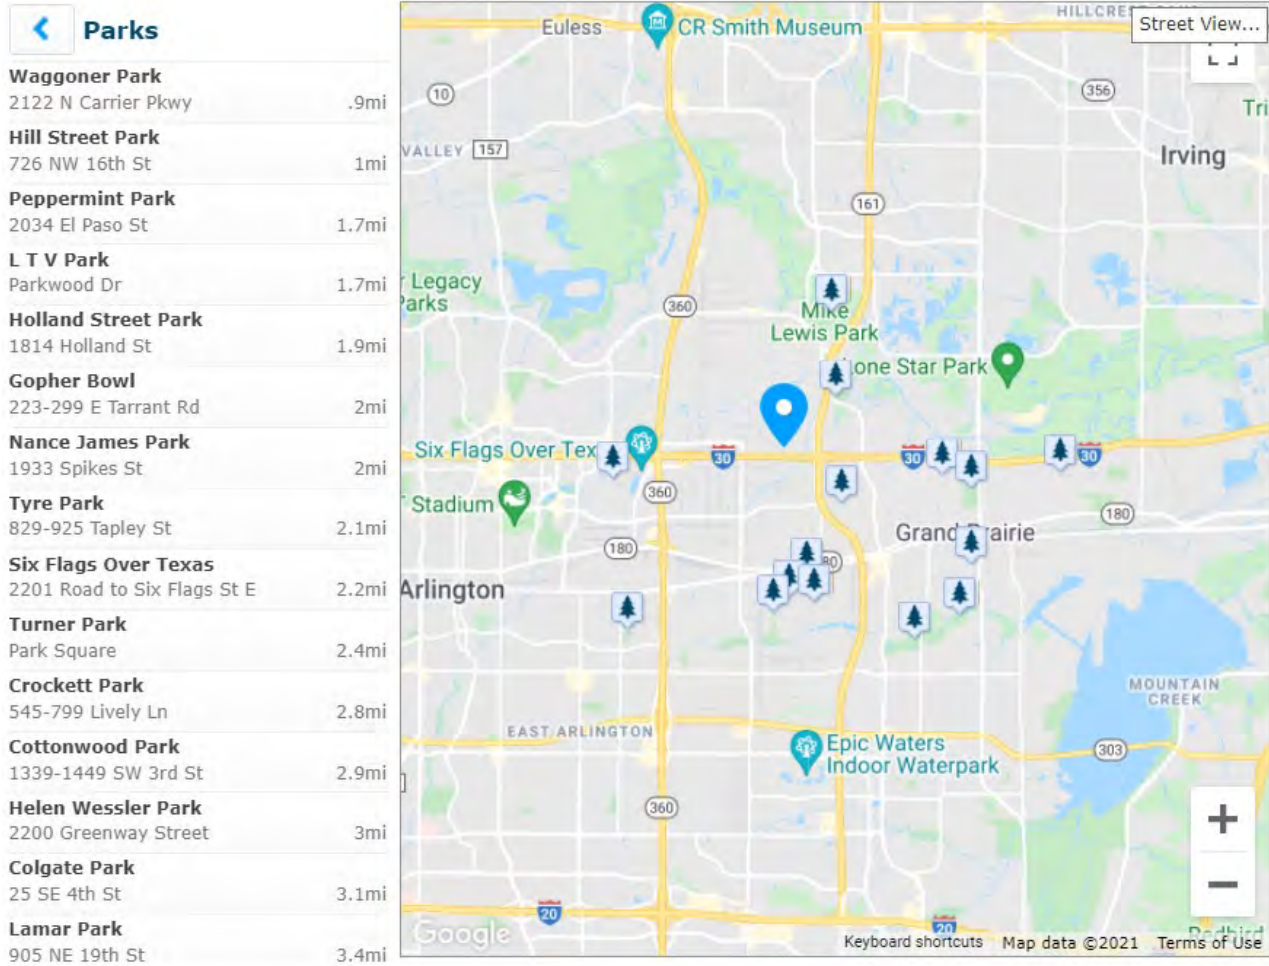 Parks
Waggoner Park
2122 N Carrier Pkwy .9mi
Hill Street Park
726 NW 16th St 1mi
Peppermint Park
2034 El Paso St 1.7mi
L T V Park
Parkwood Dr 1.7mi
Holland Street Park
1814 Holland St 1.9mi
Gopher Bowl
223-299 E Tarrant Rd 2mi
Nance James Park
1933 Spikes St 2mi
Tyre Park
829-925 Tapley St 2.1mi
Six Flags Over Texas
2201 Road to Six Flags St E 2.2mi
Turner Park
Park Square 2.4mi
Crockett Park
545-799 Lively Ln 2.8mi
Cottonwood Park
1339-1449 SW 3rd St 2.9mi
Helen Wessler Park
2200 Greenway Street 3mi
Colgate Park
25 SE 4th St 3.1mi
Lamar Park
905 NE 19th St 3.4mi
Euless
CR Smith Museum
Street View...
10
356
Tri
VALLEY 157
Irving
161
Legacy
Parks
360
Mike
Lewis Park
Lone Star Park
Six Flags Over Tex
30
30
30
360
Stadium
180
Grand Prairie
180
Arlington
MOUNTAIN
CREEK
EAST ARLINGTON
Epic Waters
Indoor Waterpark
303
360
20
20
Google
Keyboard shortcuts Map data ©2021 Terms of Use